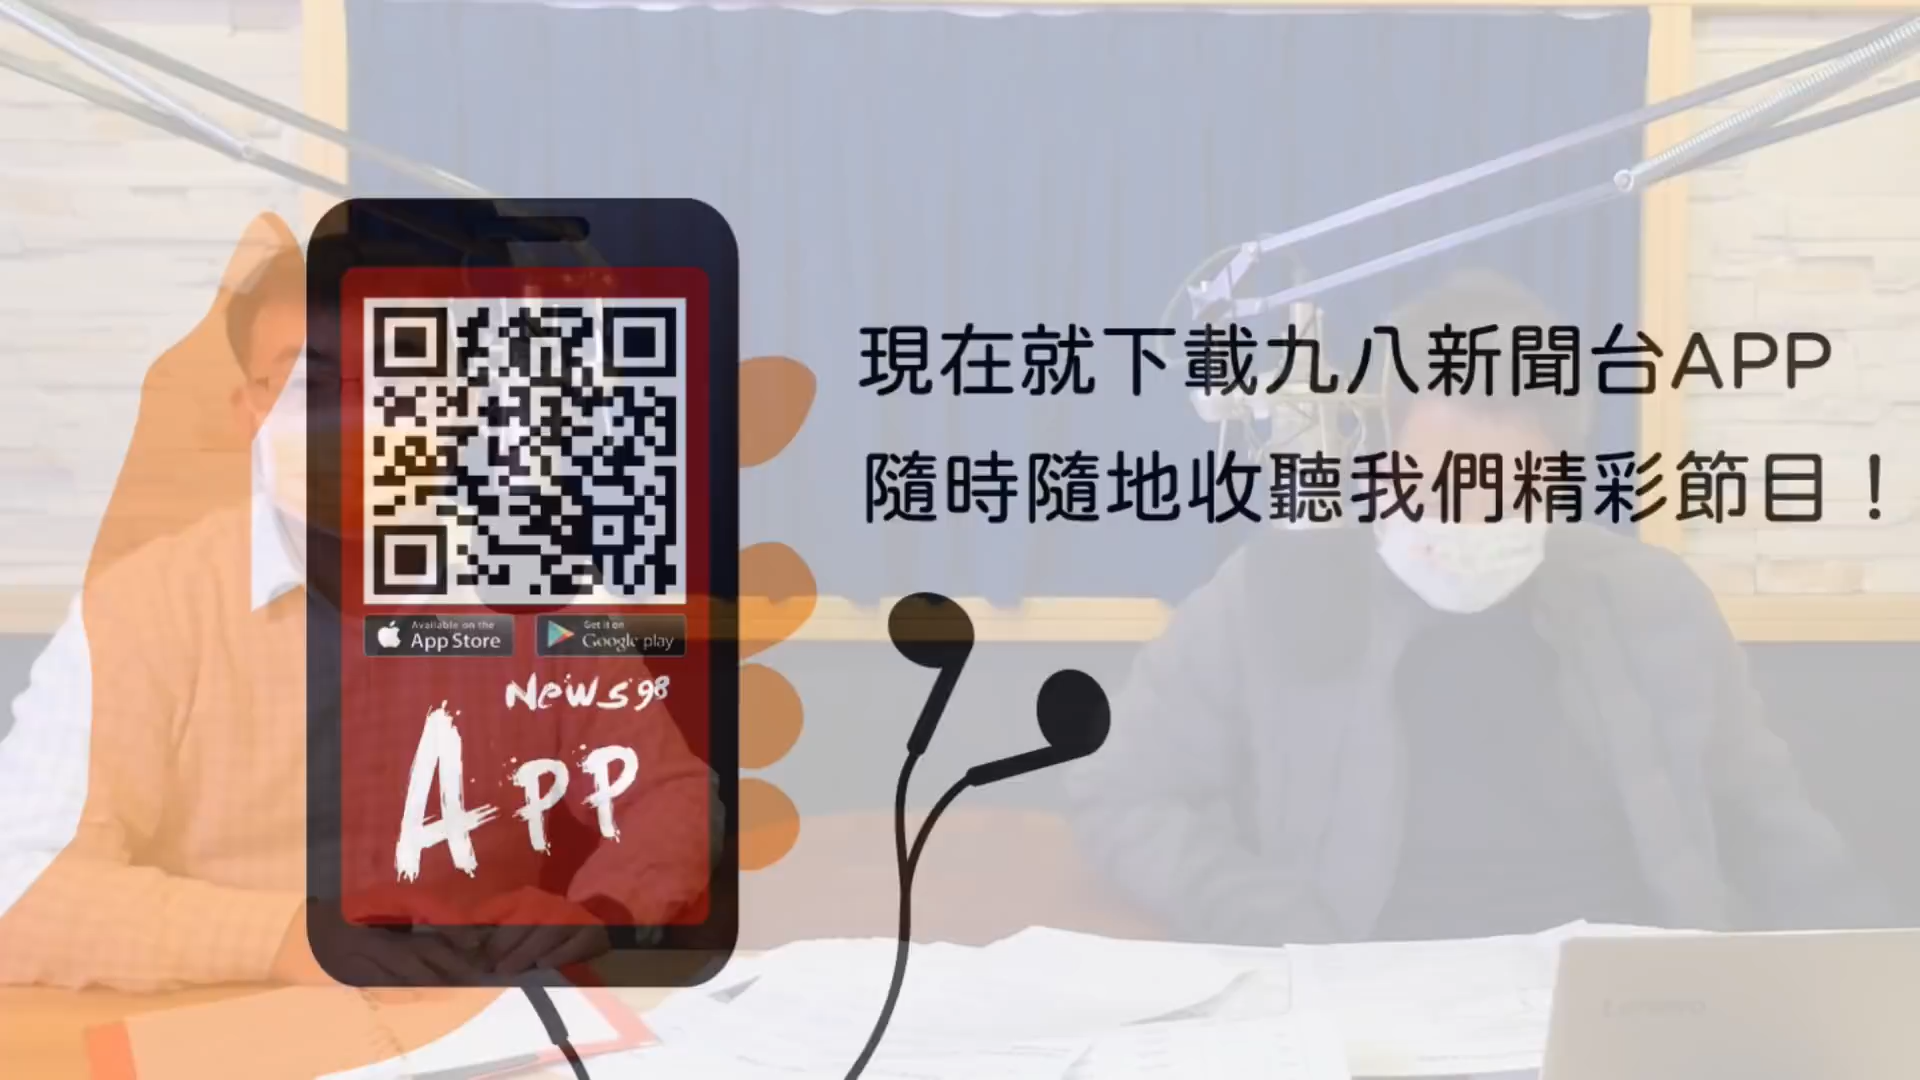 現在就下載九八新聞台APP
隨時隨地收聽我們精彩節目！
Available on the
App Store
Get it on
Google play
News98
APP